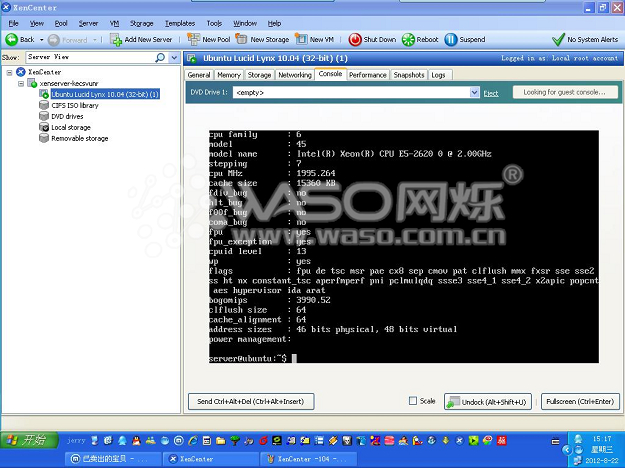 XenCenter
File View Pool Server VM Storage Templates Tools Window Help
Back Forward Add New Server New Pool New Storage New VM Shut Down Reboot Suspend No System Alerts
Show: Server View
Ubuntu Lucid Lynx 10.04 (32-bit) (1) Logged in as: Local root account
XenCenter
xenserver-kecsvunr
Ubuntu Lucid Lynx 10.04 (32-bit) (1)
CIFS ISO library
DVD drives
Local storage
Removable storage
General Memory Storage Networking Console Performance Snapshots Logs
DVD Drive 1: <empty> Eject Looking for guest console...
cpu family : 6
model : 45
model name : Intel(R) Xeon(R) CPU E5-2620 0 @ 2.00GHz
stepping : 7
cpu MHz : 1995.264
cache size : 15360 KB
fdiv_bug : no
hlt_bug : no
f00f_bug : no
coma_bug : no
fpu : yes
fpu_exception : yes
cpuid level : 13
wp : yes
flags : fpu de tsc msr pae cx8 sep cmov pat clflush mmx fxsr sse sse2
ss ht nx constant_tsc aperfmperf pni pclmulqdq ssse3 sse4_1 sse4_2 x2apic popcnt
aes hypervisor ida arat
bogomips : 3990.52
clflush size : 64
cache_alignment : 64
address sizes : 46 bits physical, 48 bits virtual
power management:
server@ubuntu:~$
WASO网烁®
www.waso.com.cn
Send Ctrl+Alt+Del (Ctrl+Alt+Insert) Scale Undock (Alt+Shift+U) Fullscreen (Ctrl+Enter)
开始 jerry 15:17
星期三
已卖出的宝贝 - ... XenCenter XenCenter -104 -... 2012-8-22